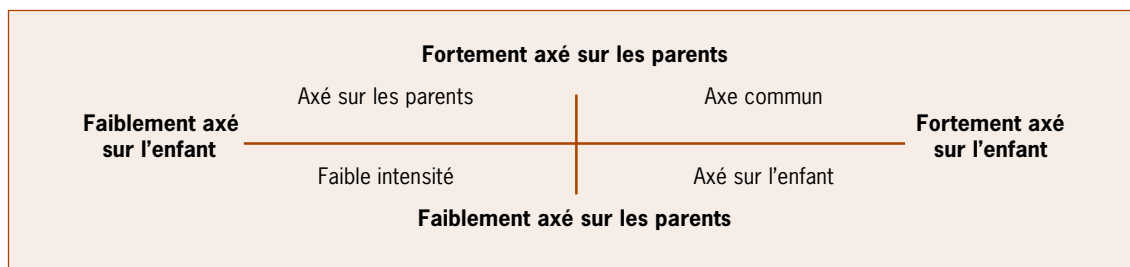 Fortement axé sur les parents
Axé sur les parents
Axe commun
Faiblement axé
sur l'enfant
Fortement axé
sur l'enfant
Faible intensité
Axé sur l'enfant
Faiblement axé sur les parents